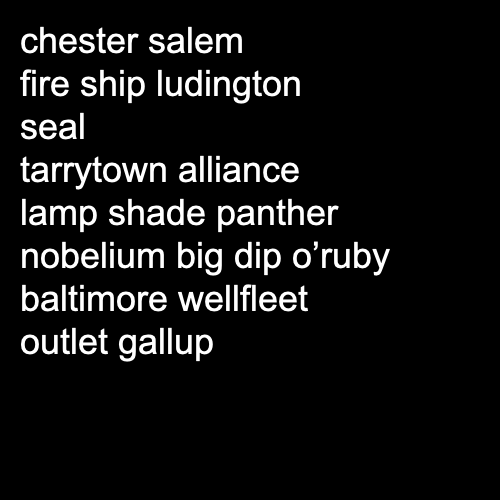 chester salem
fire ship ludington
seal
tarrytown alliance
lamp shade panther
nobelium big dip o’ruby
baltimore wellfleet
outlet gallup